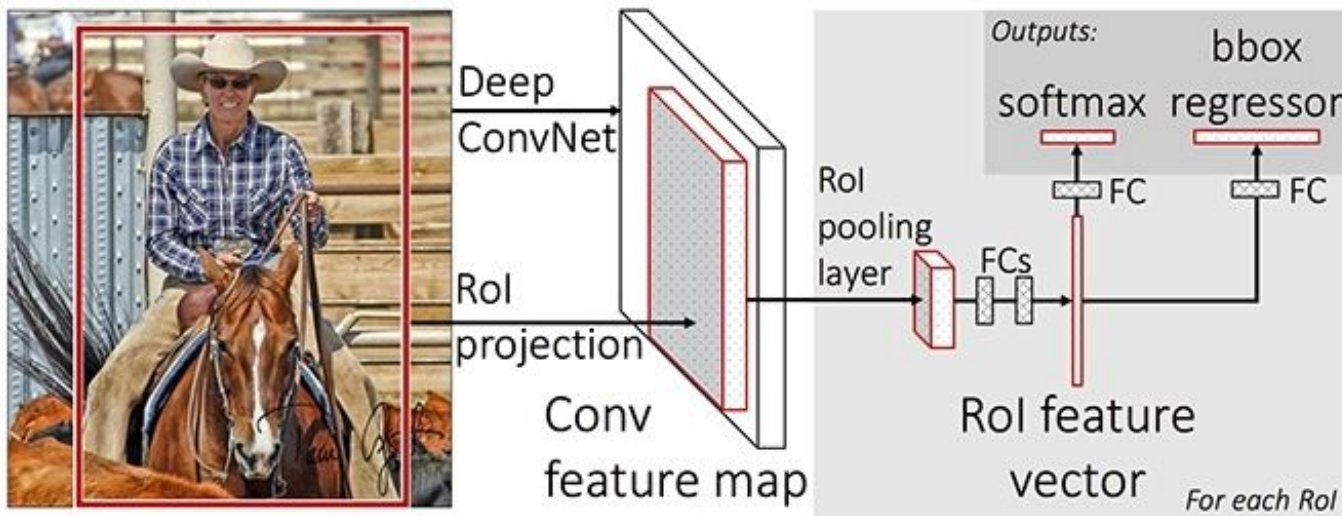 Deep
ConvNet
RoI
projection
Conv
feature map
RoI
pooling
layer
FCs
RoI feature
vector
Outputs:
softmax
bbox
regressor
FC
FC
For each RoI